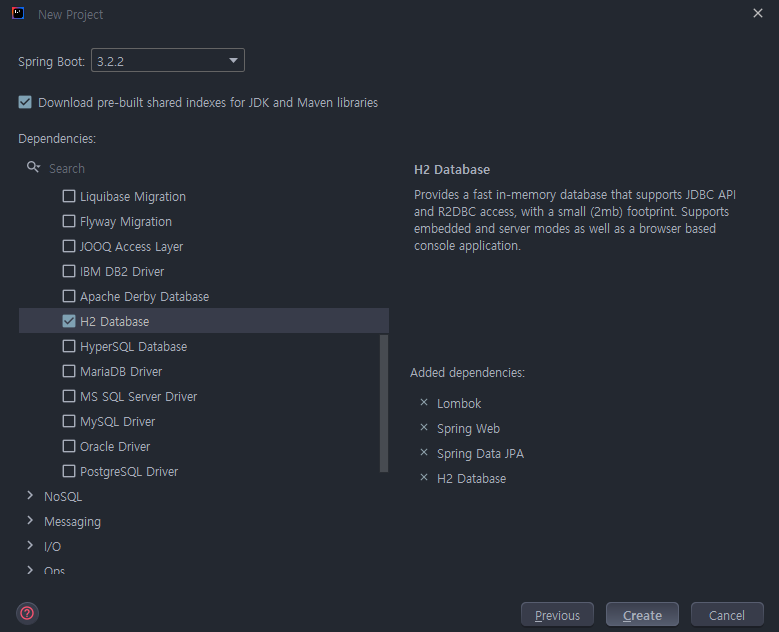 New Project
Spring Boot: 3.2.2
Download pre-built shared indexes for JDK and Maven libraries
Dependencies:
Search
Liquibase Migration
Flyway Migration
JOOQ Access Layer
IBM DB2 Driver
Apache Derby Database
H2 Database
HyperSQL Database
MariaDB Driver
MS SQL Server Driver
MySQL Driver
Oracle Driver
PostgreSQL Driver
NoSQL
Messaging
I/O
Ops
H2 Database
Provides a fast in-memory database that supports JDBC API
and R2DBC access, with a small (2mb) footprint. Supports
embedded and server modes as well as a browser based
console application.
Added dependencies:
Lombok
Spring Web
Spring Data JPA
H2 Database
Previous
Create
Cancel